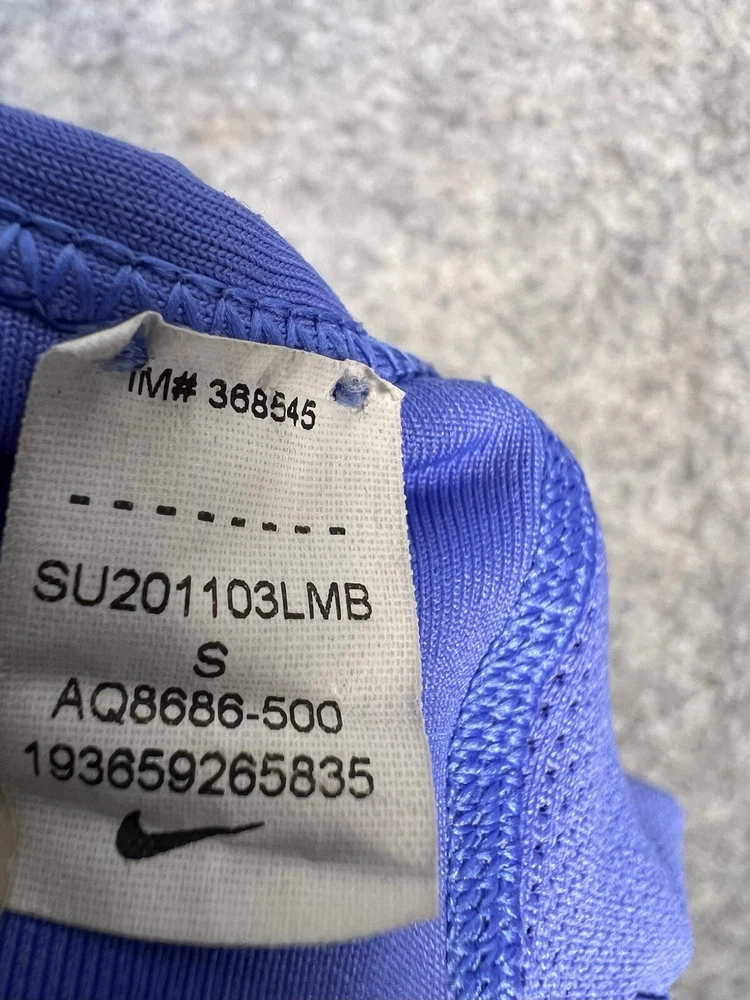 IM# 368545
--------
SU201103LMB
S
AQ8686-500
193659265835